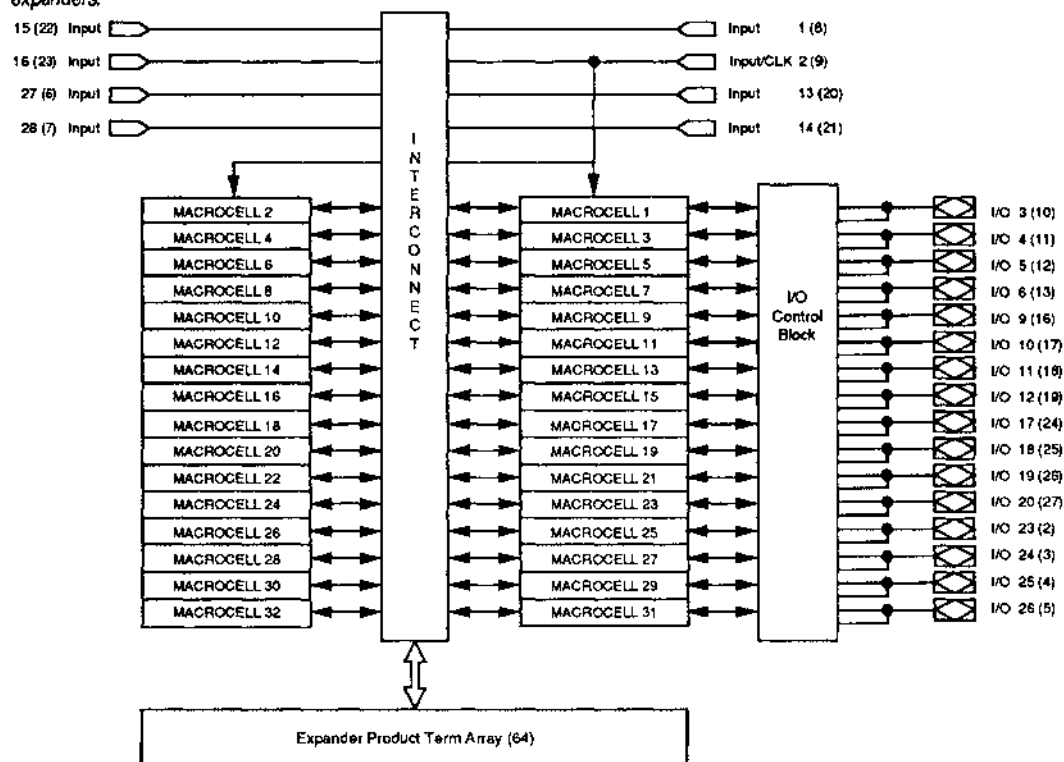 expanders.
15 (22) Input
16 (23) Input
27 (6) Input
28 (7) Input
Input 1 (8)
Input/CLK 2 (9)
Input 13 (20)
Input 14 (21)
INTERCONNECT
MACROCELL 2
MACROCELL 4
MACROCELL 6
MACROCELL 8
MACROCELL 10
MACROCELL 12
MACROCELL 14
MACROCELL 16
MACROCELL 18
MACROCELL 20
MACROCELL 22
MACROCELL 24
MACROCELL 26
MACROCELL 28
MACROCELL 30
MACROCELL 32
MACROCELL 1
MACROCELL 3
MACROCELL 5
MACROCELL 7
MACROCELL 9
MACROCELL 11
MACROCELL 13
MACROCELL 15
MACROCELL 17
MACROCELL 19
MACROCELL 21
MACROCELL 23
MACROCELL 25
MACROCELL 27
MACROCELL 29
MACROCELL 31
I/O
Control
Block
I/O 3 (10)
I/O 4 (11)
I/O 5 (12)
I/O 6 (13)
I/O 9 (16)
I/O 10 (17)
I/O 11 (18)
I/O 12 (19)
I/O 17 (24)
I/O 18 (25)
I/O 19 (26)
I/O 20 (27)
I/O 23 (2)
I/O 24 (3)
I/O 25 (4)
I/O 26 (5)
Expander Product Term Array (64)